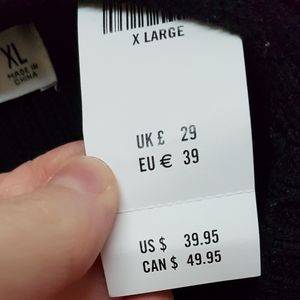 XL
MADE IN
CHINA
X LARGE
UK £ 29
EU € 39
US $ 39.95
CAN $ 49.95